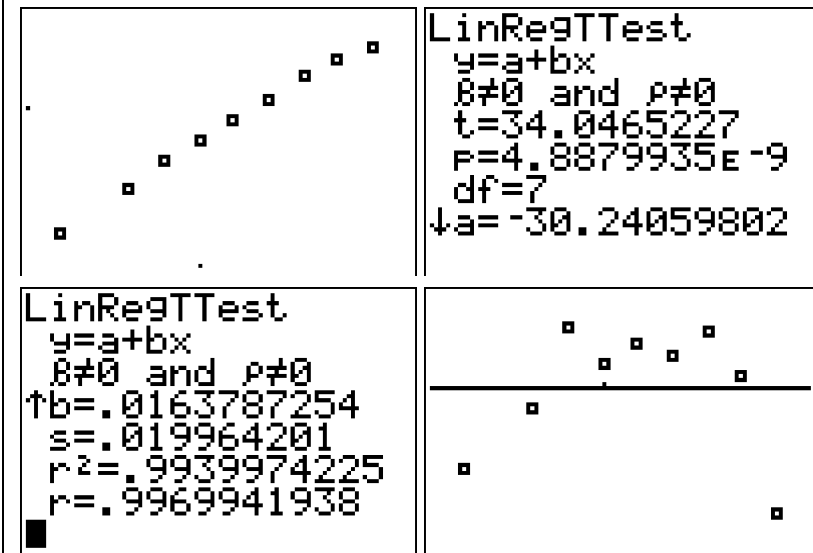 LinRegTTest
y=a+bx
β≠0 and ρ≠0
t=34.0465227
p=4.8879935ᴇ-9
df=7
↓a=-30.24059802
LinRegTTest
y=a+bx
β≠0 and ρ≠0
↑b=.0163787254
s=.019964201
r²=.9939974225
r=.9969941938